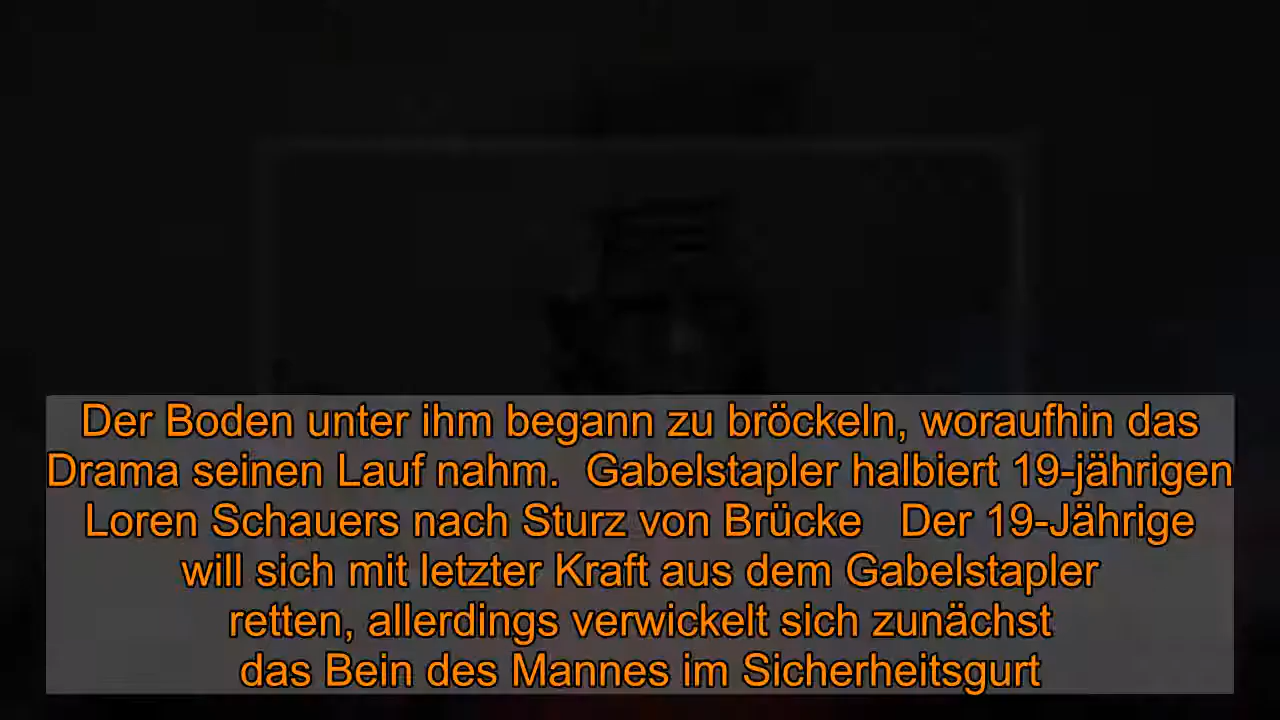 Der Boden unter ihm begann zu bröckeln, woraufhin das
Drama seinen Lauf nahm.  Gabelstapler halbiert 19-jährigen
Loren Schauers nach Sturz von Brücke   Der 19-Jährige
will sich mit letzter Kraft aus dem Gabelstapler
retten, allerdings verwickelt sich zunächst
das Bein des Mannes im Sicherheitsgurt